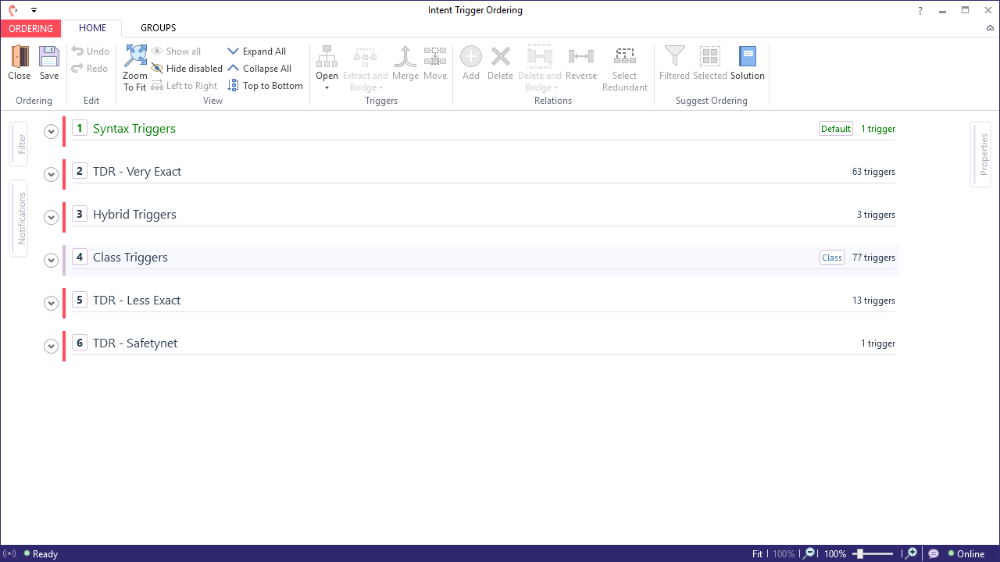 Intent Trigger Ordering
?
ORDERING HOME GROUPS
Close
Save
Ordering
Undo
Redo
Edit
Zoom
To Fit
Show all
Hide disabled
Left to Right
Expand All
Collapse All
Top to Bottom
View
Open
Extract and
Bridge
Merge
Move
Triggers
Add
Delete
Delete and
Bridge
Reverse
Select
Redundant
Relations
Filtered
Selected
Solution
Suggest Ordering
Filter
Notifications
1 Syntax Triggers Default 1 trigger
2 TDR - Very Exact 63 triggers
3 Hybrid Triggers 3 triggers
4 Class Triggers Class 77 triggers
5 TDR - Less Exact 13 triggers
6 TDR - Safetynet 1 trigger
Properties
Ready
Fit 100% 100% Online